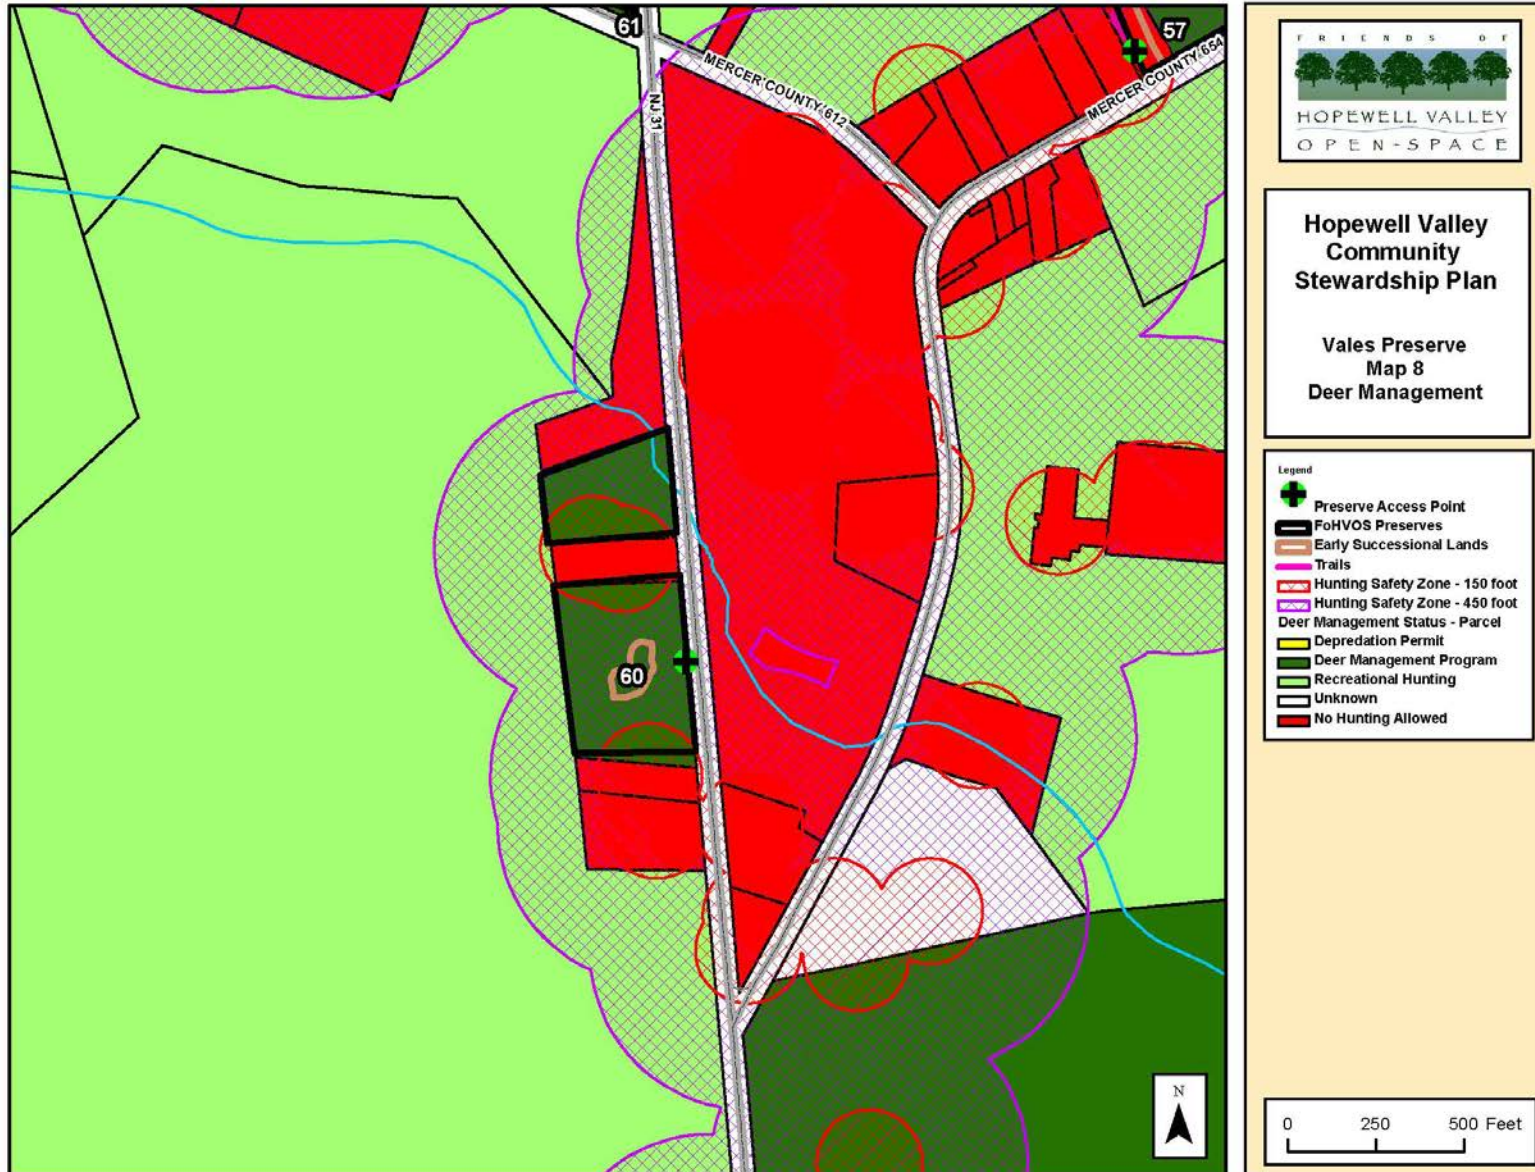 61
57
MERCER COUNTY 612
MERCER COUNTY 654
NJ 31
60
N
FRIENDS OF
HOPEWELL VALLEY
OPEN-SPACE
Hopewell Valley
Community
Stewardship Plan
Vales Preserve
Map 8
Deer Management
Legend
Preserve Access Point
FoHVOS Preserves
Early Successional Lands
Trails
Hunting Safety Zone - 150 foot
Hunting Safety Zone - 450 foot
Deer Management Status - Parcel
Depredation Permit
Deer Management Program
Recreational Hunting
Unknown
No Hunting Allowed
0 250 500 Feet